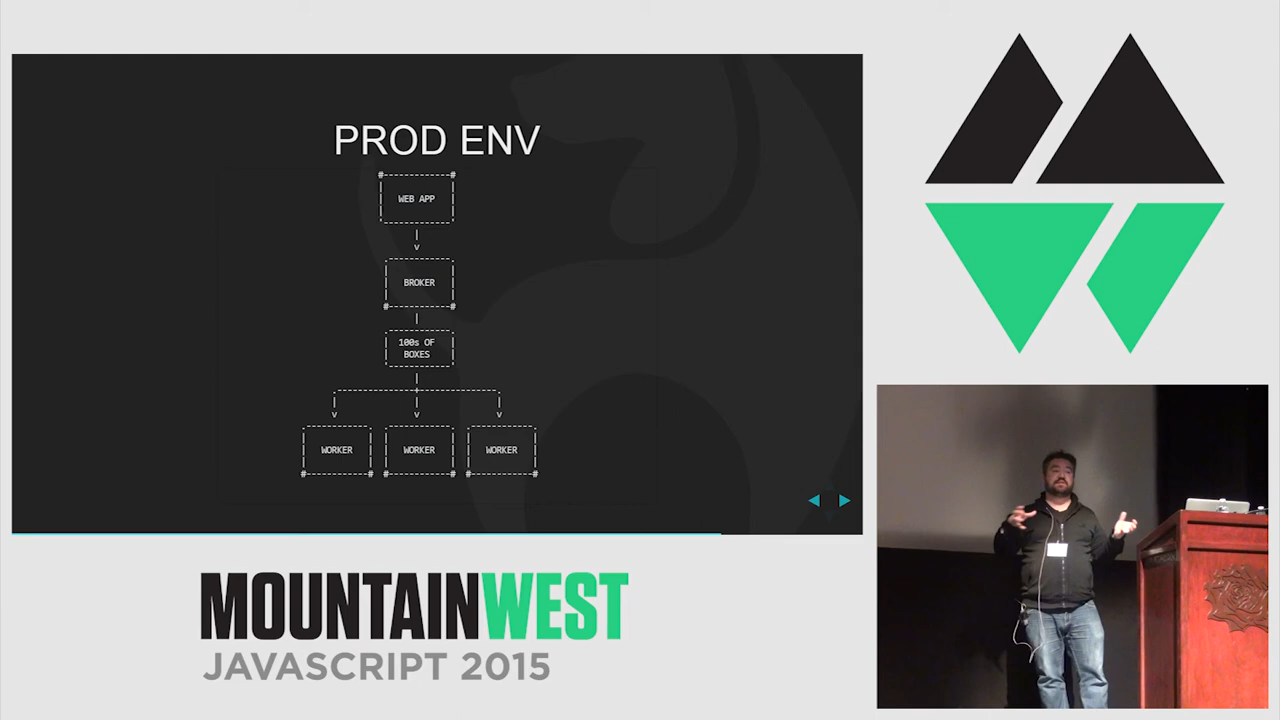 PROD ENV
WEB APP
BROKER
100s OF
BOXES
WORKER WORKER WORKER
MOUNTAINWEST
JAVASCRIPT 2015